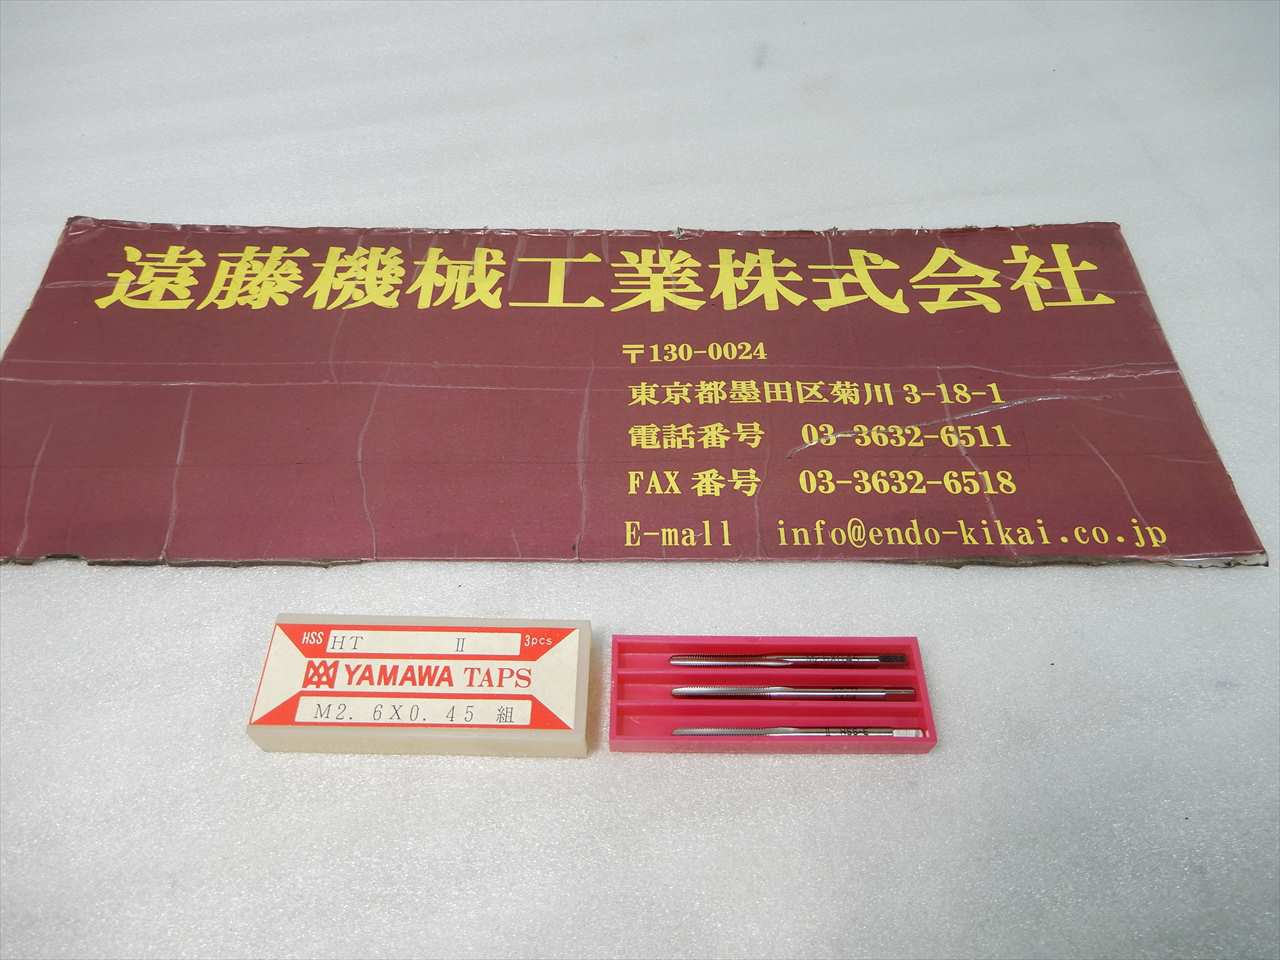 遠藤機械工業株式会社
〒130-0024
東京都墨田区菊川 3-18-1
電話番号 03-3632-6511
FAX 番号 03-3632-6518
E-mall info@endo-kikai.co.jp
HSS HT II 3pcs
YAMAWA TAPS
M2. 6X0. 45 組
II HSS-E